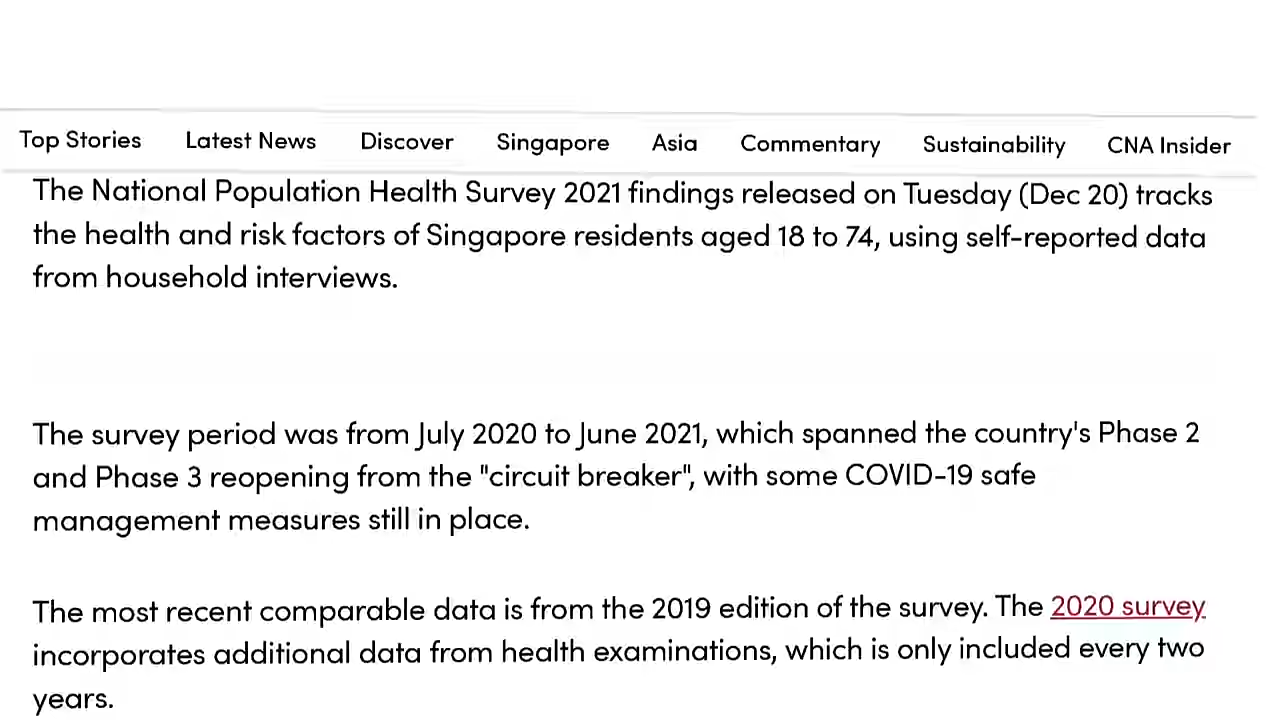 Top Stories Latest News Discover Singapore Asia Commentary Sustainability CNA Insider
The National Population Health Survey 2021 findings released on Tuesday (Dec 20) tracks
the health and risk factors of Singapore residents aged 18 to 74, using self-reported data
from household interviews.
The survey period was from July 2020 to June 2021, which spanned the country's Phase 2
and Phase 3 reopening from the "circuit breaker", with some COVID-19 safe
management measures still in place.
The most recent comparable data is from the 2019 edition of the survey. The 2020 survey
incorporates additional data from health examinations, which is only included every two
years.